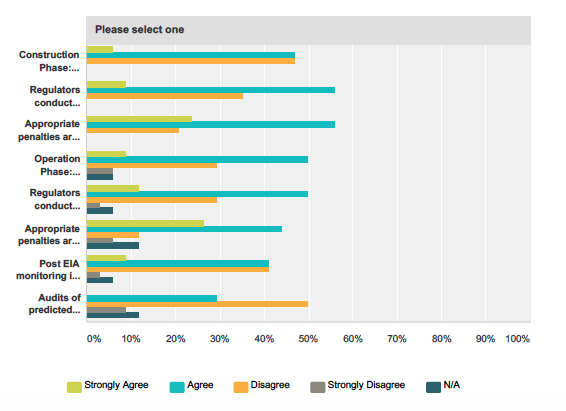 Please select one
Construction
Phase:...
Regulators
conduct...
Appropriate
penalties ar...
Operation
Phase:...
Regulators
conduct...
Appropriate
penalties ar...
Post EIA
monitoring i...
Audits of
predicted...
0% 10% 20% 30% 40% 50% 60% 70% 80% 90% 100%
Strongly Agree Agree Disagree Strongly Disagree N/A